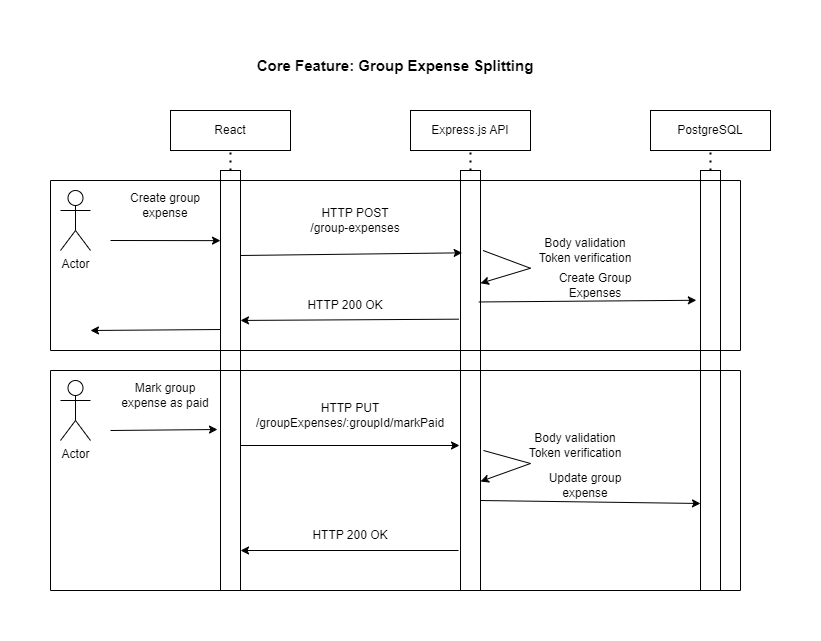 Core Feature: Group Expense Splitting
React
Express.js API
PostgreSQL
Create group
expense
Actor
HTTP POST
/group-expenses
Body validation
Token verification
Create Group
Expenses
HTTP 200 OK
Mark group
expense as paid
Actor
HTTP PUT
/groupExpenses/:groupId/markPaid
Body validation
Token verification
Update group
expense
HTTP 200 OK